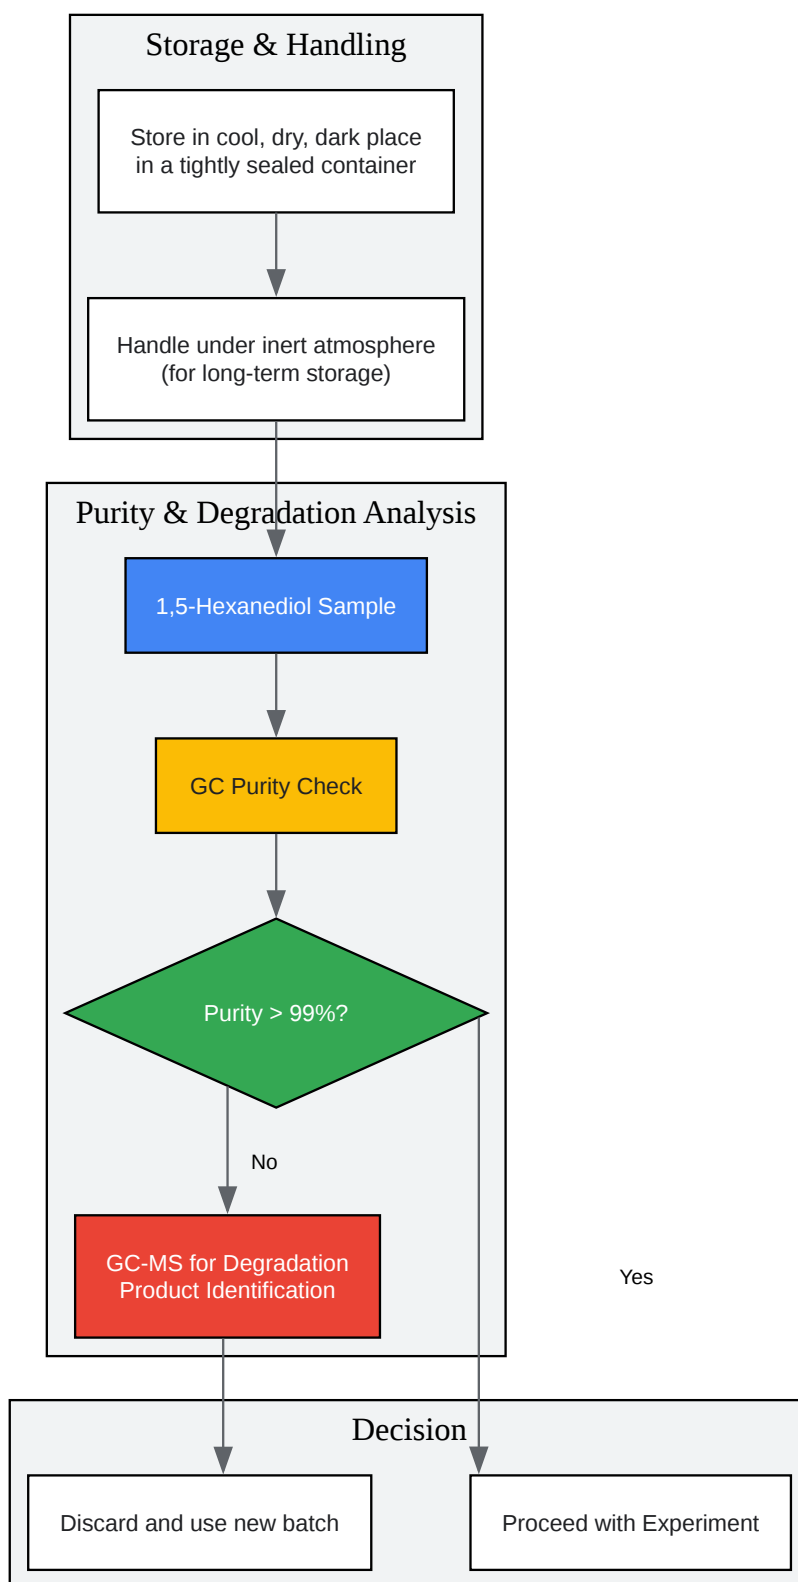 Storage & Handling
Store in cool, dry, dark place
in a tightly sealed container
Handle under inert atmosphere
(for long-term storage)
Purity & Degradation Analysis
1,5-Hexanediol Sample
GC Purity Check
Purity > 99%?
No
GC-MS for Degradation
Product Identification
Yes
Decision
Discard and use new batch
Proceed with Experiment